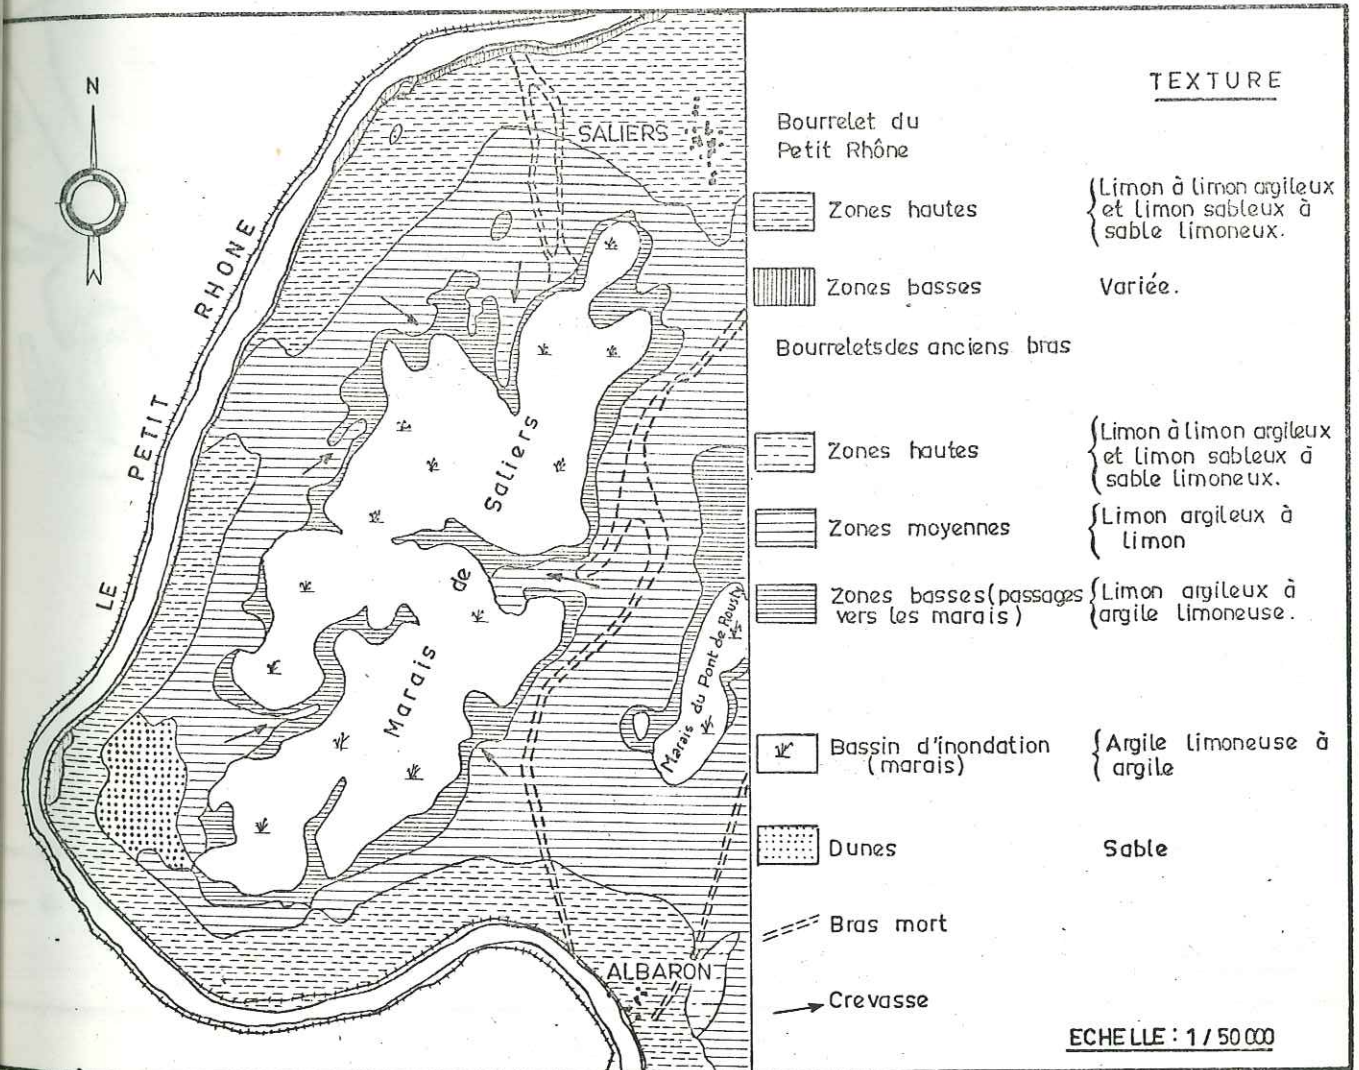 N
LE PETIT RHONE
SALIERS
Marais de Saliers
Marais du Pont de Rousty
ALBARON
TEXTURE
Bourrelet du
Petit Rhône
Zones hautes
{Limon à limon argileux
et limon sableux à
sable limoneux.
Zones basses
Variée.
Bourrelets des anciens bras
Zones hautes
{Limon à limon argileux
et limon sableux à
sable limoneux.
Zones moyennes
{Limon argileux à
limon
Zones basses (passages
vers les marais)
{Limon argileux à
argile limoneuse.
Bassin d'inondation
(marais)
{Argile limoneuse à
argile
Dunes
Sable
Bras mort
Crevasse
ECHELLE : 1 / 50 000